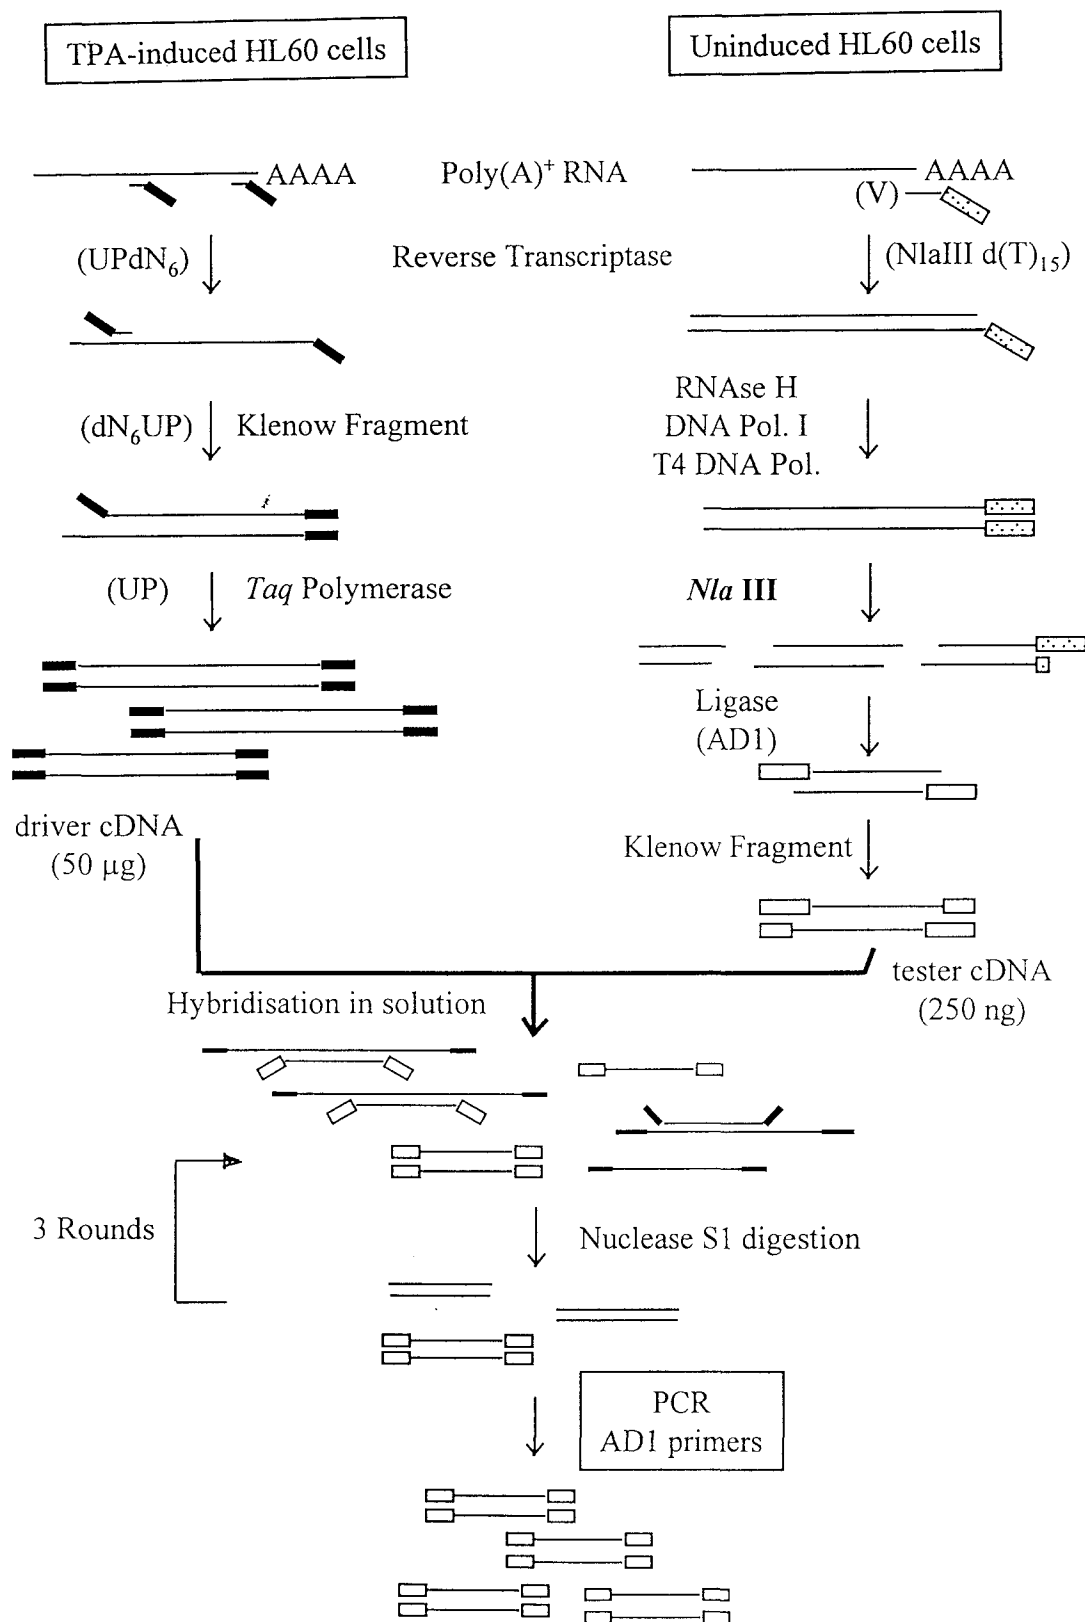 TPA-induced HL60 cells
Uninduced HL60 cells
AAAA
Poly(A)⁺ RNA
AAAA
(V)
(UPdN₆)
Reverse Transcriptase
(NlaIII d(T)₁₅)
(dN₆UP)
Klenow Fragment
RNAse H
DNA Pol. I
T4 DNA Pol.
(UP)
Taq Polymerase
Nla III
Ligase
(AD1)
driver cDNA
(50 µg)
Klenow Fragment
tester cDNA
(250 ng)
Hybridisation in solution
3 Rounds
Nuclease S1 digestion
PCR
AD1 primers